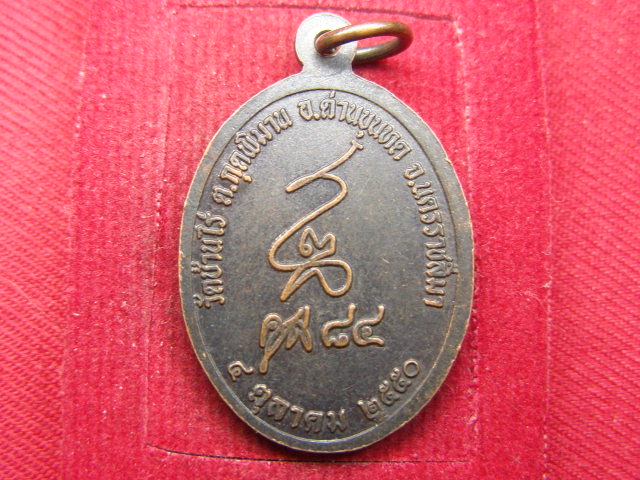 วัดบ้านไร่ ต.กุดพิมาน อ.ด่านขุนทด จ.นครราชสีมา
๘๔
๔ ตุลาคม ๒๕๕๐